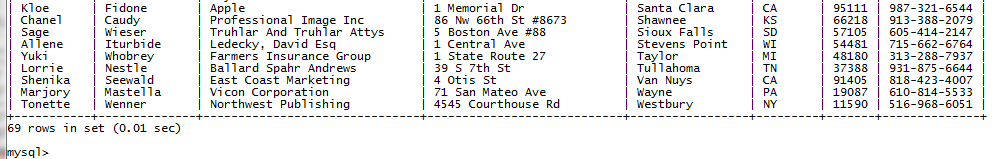 | Kloe | Fidone | Apple | 1 Memorial Dr | Santa Clara | CA | 95111 | 987-321-6544 |
| Chanel | Caudy | Professional Image Inc | 86 Nw 66th St #8673 | Shawnee | KS | 66218 | 913-388-2079 |
| Sage | Wieser | Truhlar And Truhlar Attys | 5 Boston Ave #88 | Sioux Falls | SD | 57105 | 605-414-2147 |
| Allene | Iturbide | Ledecky, David Esq | 1 Central Ave | Stevens Point | WI | 54481 | 715-662-6764 |
| Yuki | Whobrey | Farmers Insurance Group | 1 State Route 27 | Taylor | MI | 48180 | 313-288-7937 |
| Lorrie | Nestle | Ballard Spahr Andrews | 39 S 7th St | Tullahoma | TN | 37388 | 931-875-6644 |
| Shenika | Seewald | East Coast Marketing | 4 Otis St | Van Nuys | CA | 91405 | 818-423-4007 |
| Marjory | Mastella | Vicon Corporation | 71 San Mateo Ave | Wayne | PA | 19087 | 610-814-5533 |
| Tonette | Wenner | Northwest Publishing | 4545 Courthouse Rd | Westbury | NY | 11590 | 516-968-6051 |
69 rows in set (0.01 sec)
mysql>